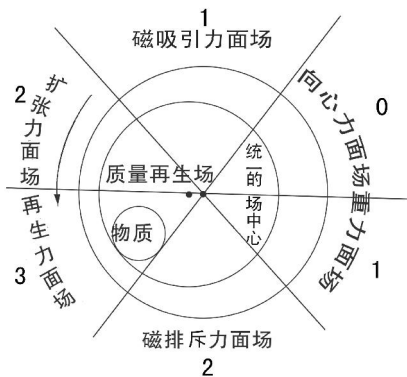 1
磁吸引力面场
2
扩张力面场
0
向心力面场
质量再生场
统一的场中心
物质
3
再生力面场
重力面场
1
磁排斥力面场
2